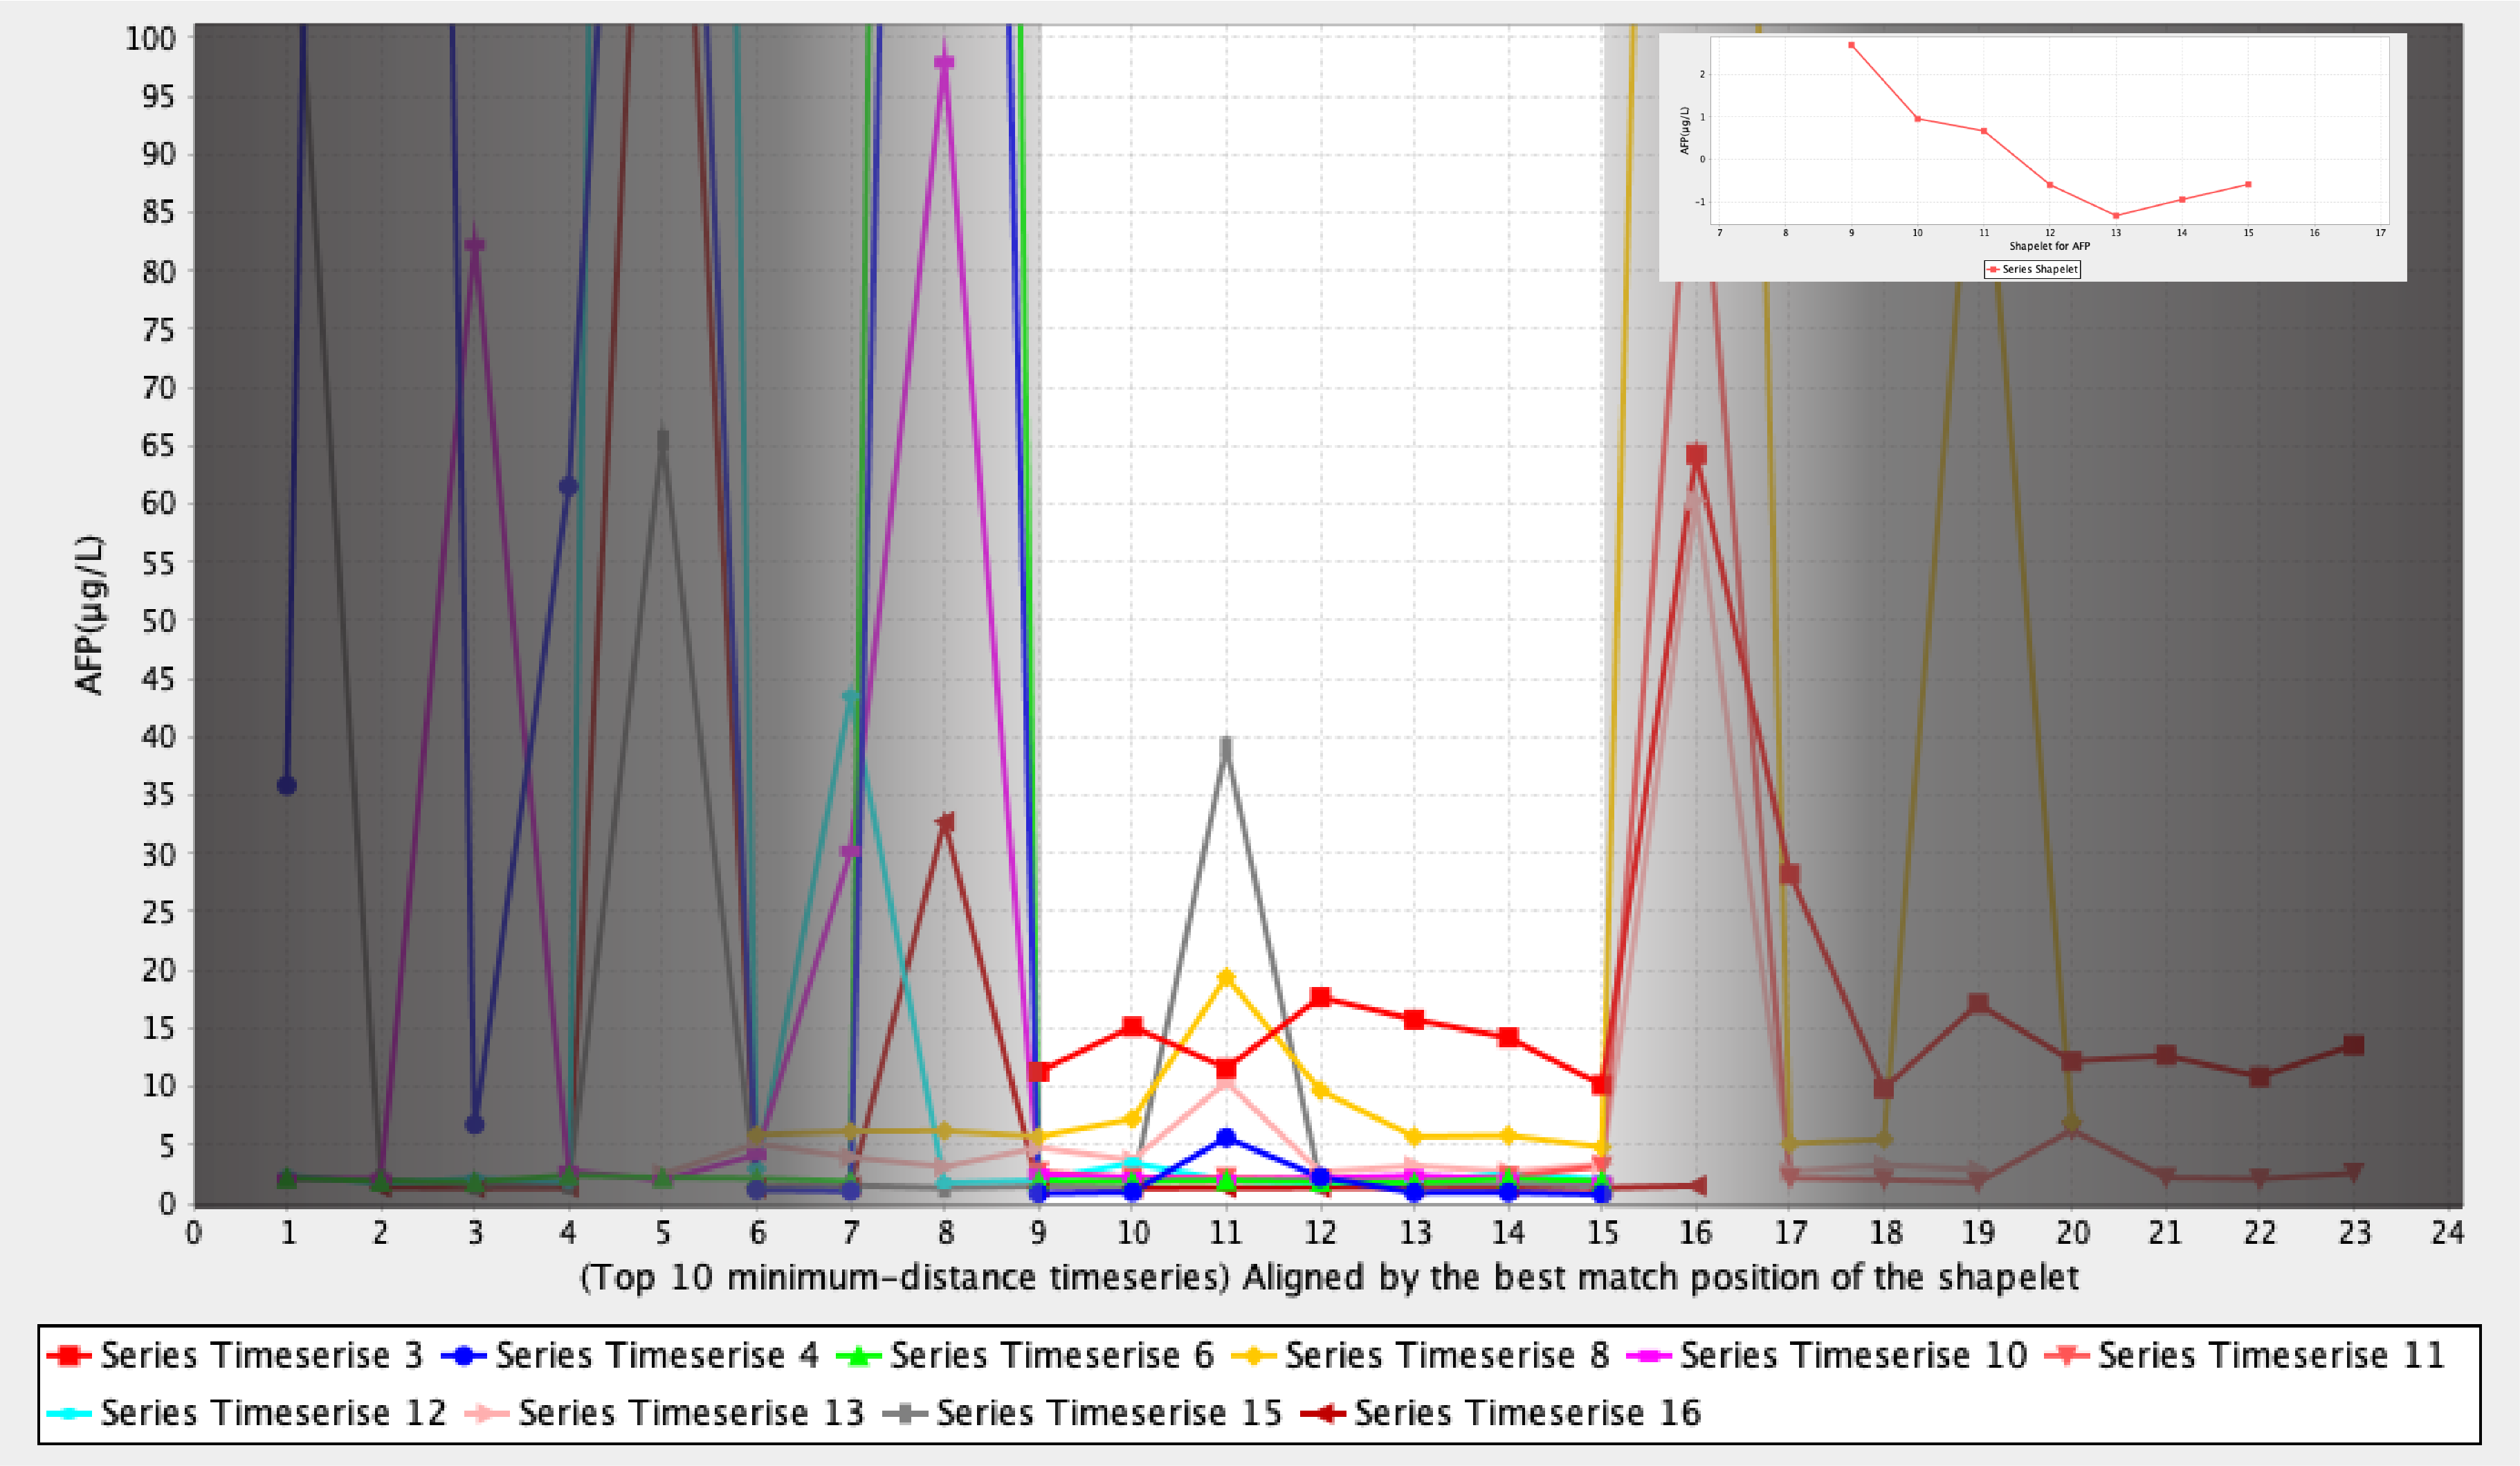 100
95
90
85
80
75
70
65
60
55
50
45
40
35
30
25
20
15
10
5
0
AFP(µg/L)
0 1 2 3 4 5 6 7 8 9 10 11 12 13 14 15 16 17 18 19 20 21 22 23 24
(Top 10 minimum-distance timeseries) Aligned by the best match position of the shapelet
2
1
0
-1
AFP(µg/L)
7 8 9 10 11 12 13 14 15 16 17
Shapelet for AFP
Series Shapelet
Series Timeserise 3 Series Timeserise 4 Series Timeserise 6 Series Timeserise 8 Series Timeserise 10 Series Timeserise 11
Series Timeserise 12 Series Timeserise 13 Series Timeserise 15 Series Timeserise 16